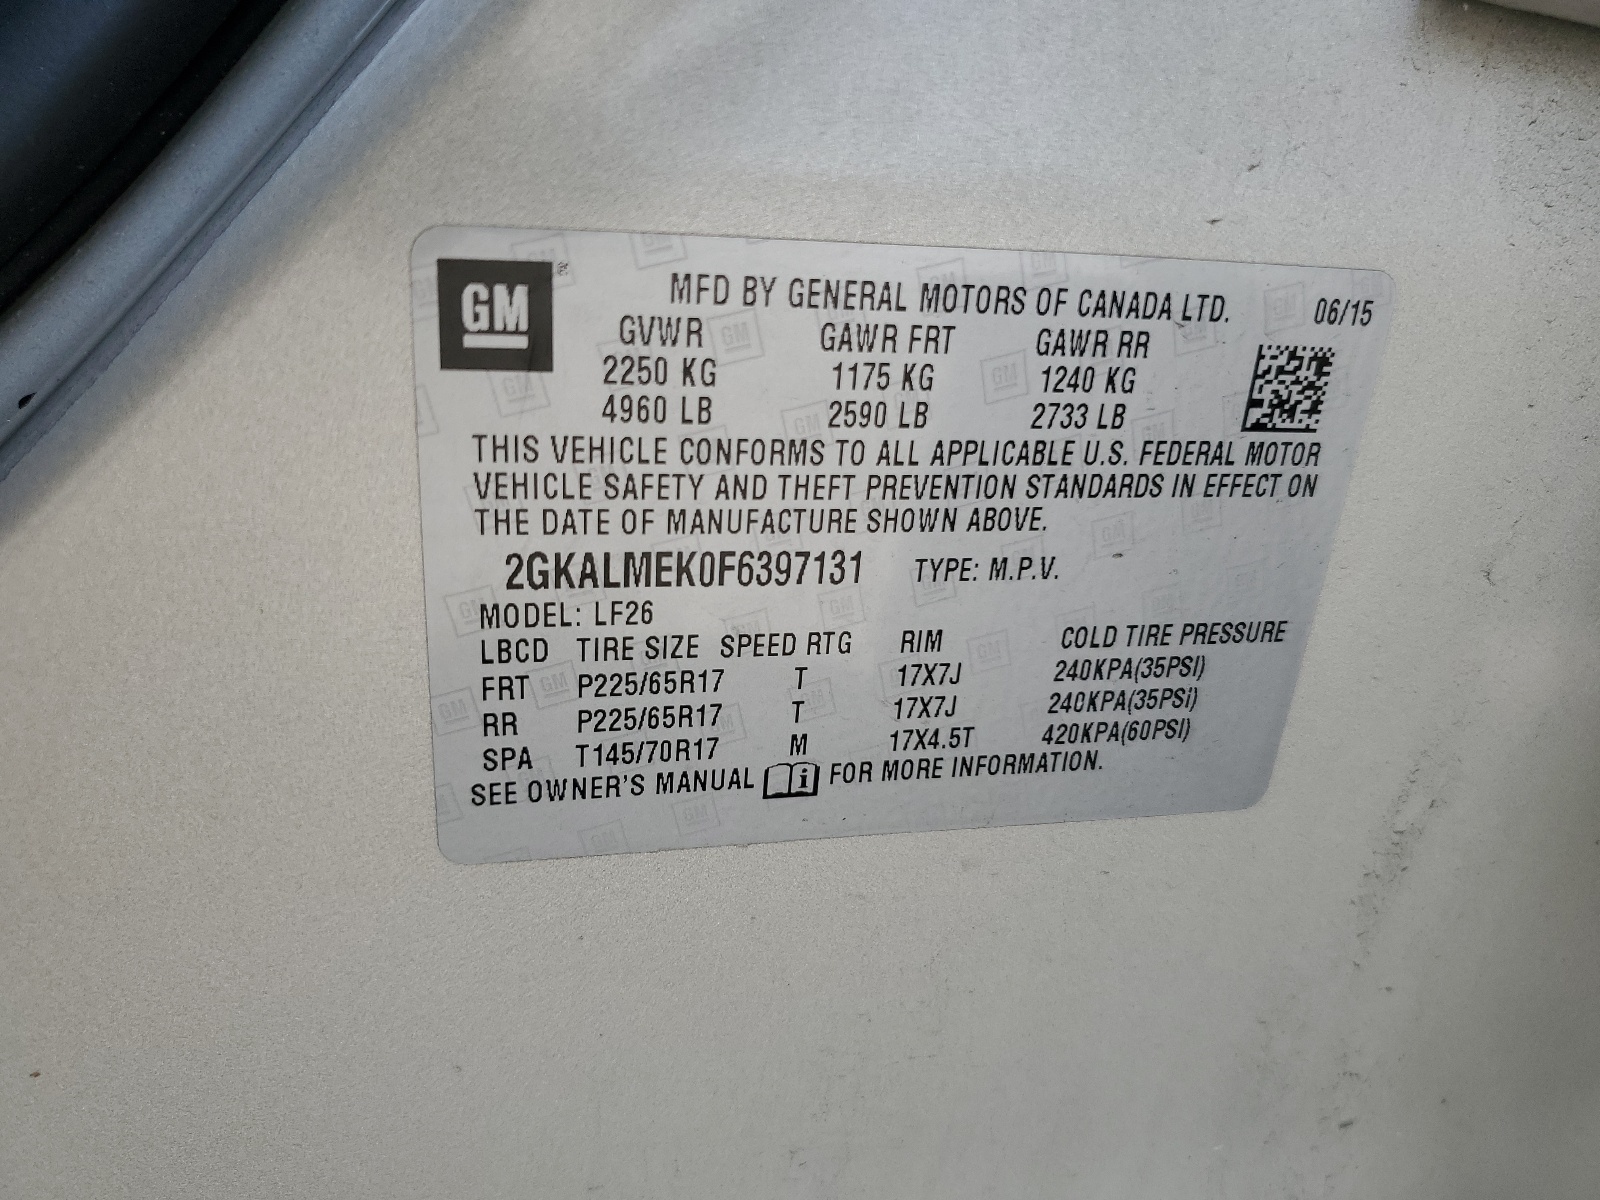 GM
MFD BY GENERAL MOTORS OF CANADA LTD. 06/15
GVWR GAWR FRT GAWR RR
2250 KG 1175 KG 1240 KG
4960 LB 2590 LB 2733 LB
THIS VEHICLE CONFORMS TO ALL APPLICABLE U.S. FEDERAL MOTOR
VEHICLE SAFETY AND THEFT PREVENTION STANDARDS IN EFFECT ON
THE DATE OF MANUFACTURE SHOWN ABOVE.
2GKALMEK0F6397131 TYPE: M.P.V.
MODEL: LF26
LBCD TIRE SIZE SPEED RTG RIM COLD TIRE PRESSURE
FRT P225/65R17 T 17X7J 240KPA(35PSI)
RR P225/65R17 T 17X7J 240KPA(35PSI)
SPA T145/70R17 M 17X4.5T 420KPA(60PSI)
SEE OWNER'S MANUAL i FOR MORE INFORMATION.